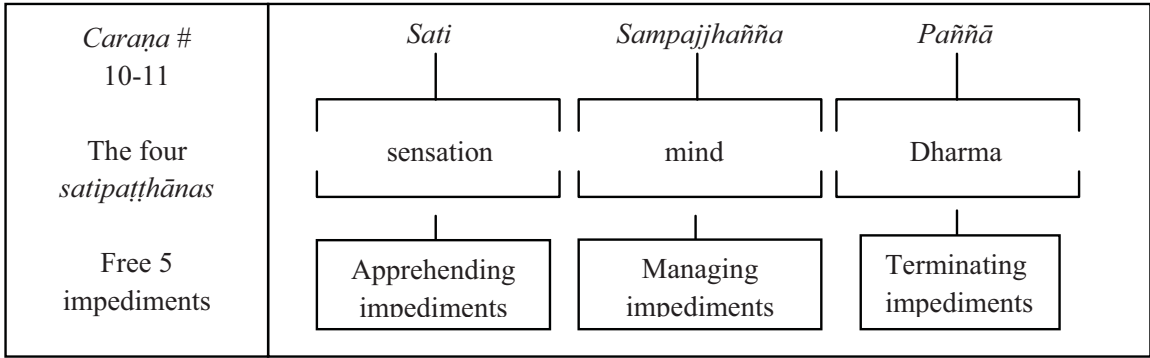 Caraṇa #
10-11
The four
satipaṭṭhānas
Free 5
impediments
Sati
Sampajjhañña
Paññā
sensation
mind
Dharma
Apprehending
impediments
Managing
impediments
Terminating
impediments